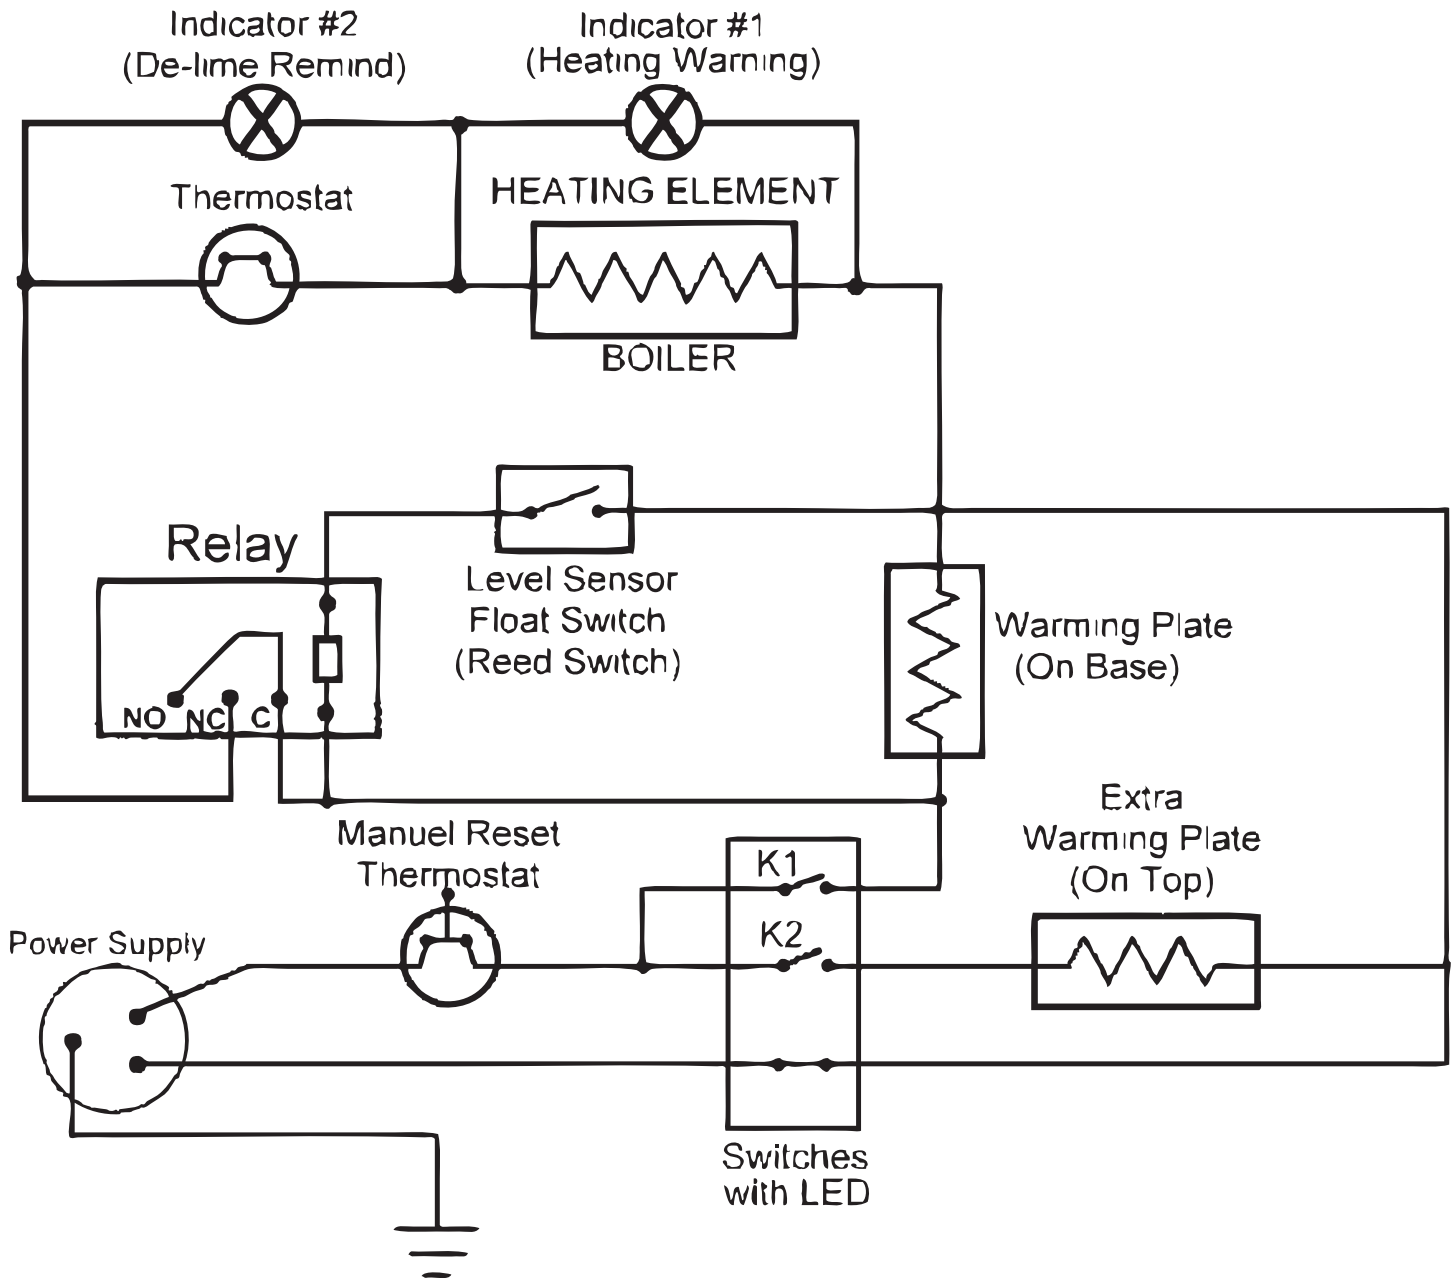 Indicator #2
(De-lime Remind)
Indicator #1
(Heating Warning)
Thermostat
HEATING ELEMENT
BOILER
Relay
NO NC C
Level Sensor
Float Switch
(Reed Switch)
Warming Plate
(On Base)
Manuel Reset
Thermostat
K1
K2
Extra
Warming Plate
(On Top)
Power Supply
Switches
with LED